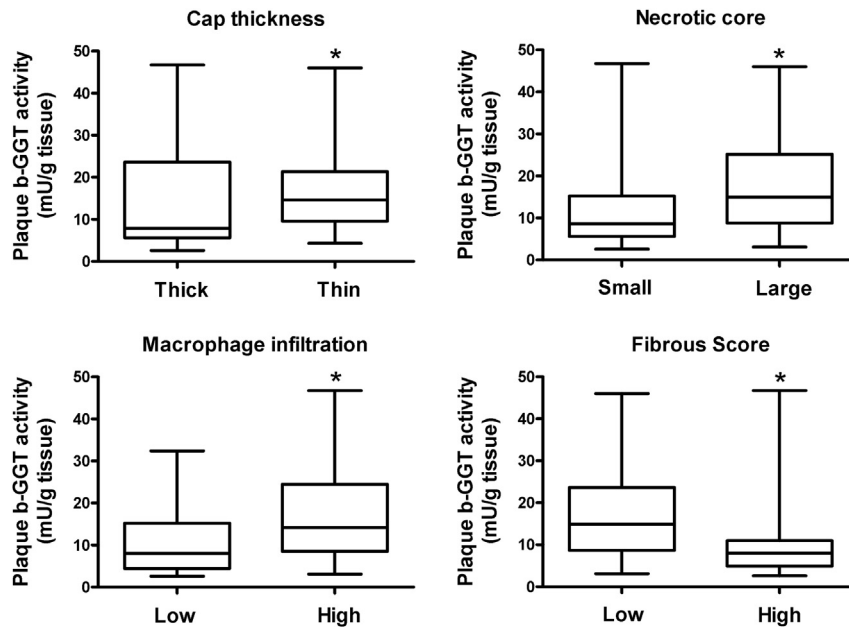 Cap thickness
Plaque b-GGT activity
(mU/g tissue)
50
40
30
20
10
0
*
Thick
Thin
Necrotic core
Plaque b-GGT activity
(mU/g tissue)
50
40
30
20
10
0
*
Small
Large
Macrophage infiltration
Plaque b-GGT activity
(mU/g tissue)
50
40
30
20
10
0
*
Low
High
Fibrous Score
Plaque b-GGT activity
(mU/g tissue)
50
40
30
20
10
0
*
Low
High